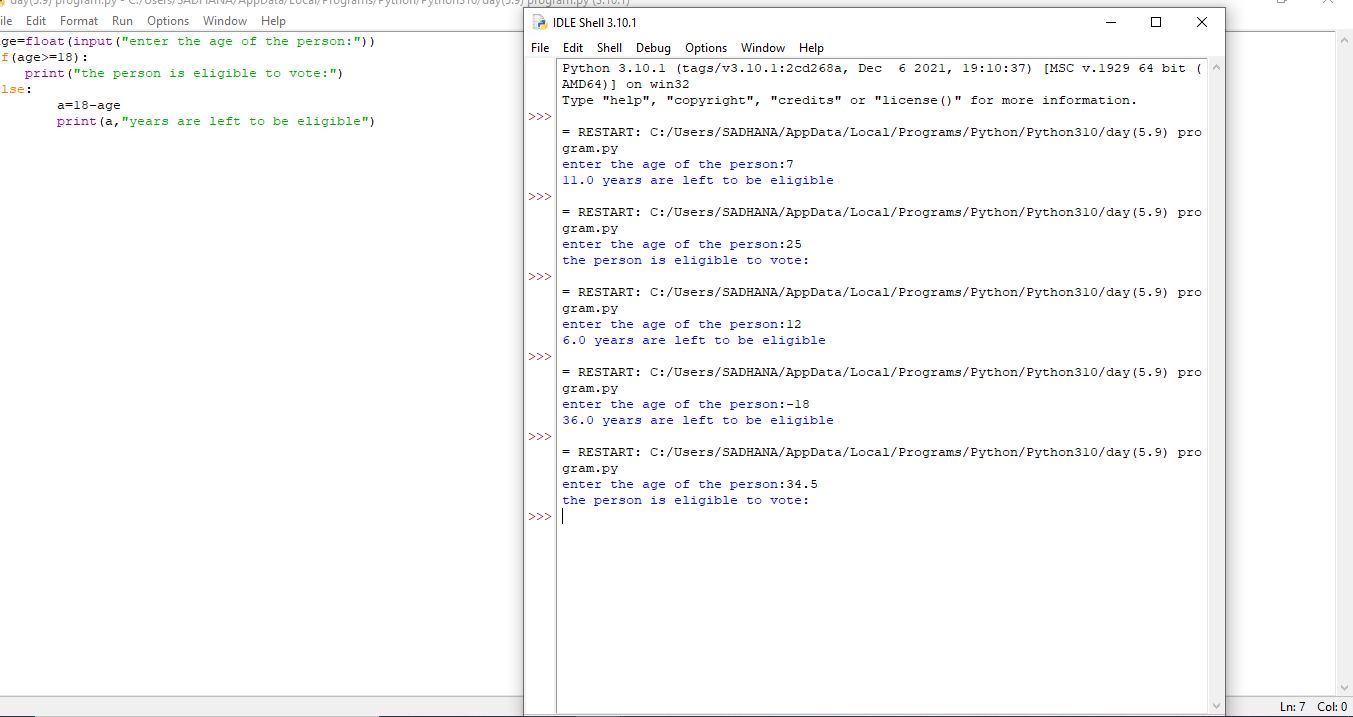 day(5.9) program.py - C:/Users/SADHANA/AppData/Local/Programs/Python/Python310/day(5.9) program.py (3.10.1)
ile Edit Format Run Options Window Help
ge=float(input("enter the age of the person:"))
f(age>=18):
print("the person is eligible to vote:")
lse:
a=18-age
print(a,"years are left to be eligible")
IDLE Shell 3.10.1
File Edit Shell Debug Options Window Help
Python 3.10.1 (tags/v3.10.1:2cd268a, Dec  6 2021, 19:10:37) [MSC v.1929 64 bit (
AMD64)] on win32
Type "help", "copyright", "credits" or "license()" for more information.
>>>
= RESTART: C:/Users/SADHANA/AppData/Local/Programs/Python/Python310/day(5.9) pro
gram.py
enter the age of the person:7
11.0 years are left to be eligible
>>>
= RESTART: C:/Users/SADHANA/AppData/Local/Programs/Python/Python310/day(5.9) pro
gram.py
enter the age of the person:25
the person is eligible to vote:
>>>
= RESTART: C:/Users/SADHANA/AppData/Local/Programs/Python/Python310/day(5.9) pro
gram.py
enter the age of the person:12
6.0 years are left to be eligible
>>>
= RESTART: C:/Users/SADHANA/AppData/Local/Programs/Python/Python310/day(5.9) pro
gram.py
enter the age of the person:-18
36.0 years are left to be eligible
>>>
= RESTART: C:/Users/SADHANA/AppData/Local/Programs/Python/Python310/day(5.9) pro
gram.py
enter the age of the person:34.5
the person is eligible to vote:
>>>
Ln: 7 Col: 0